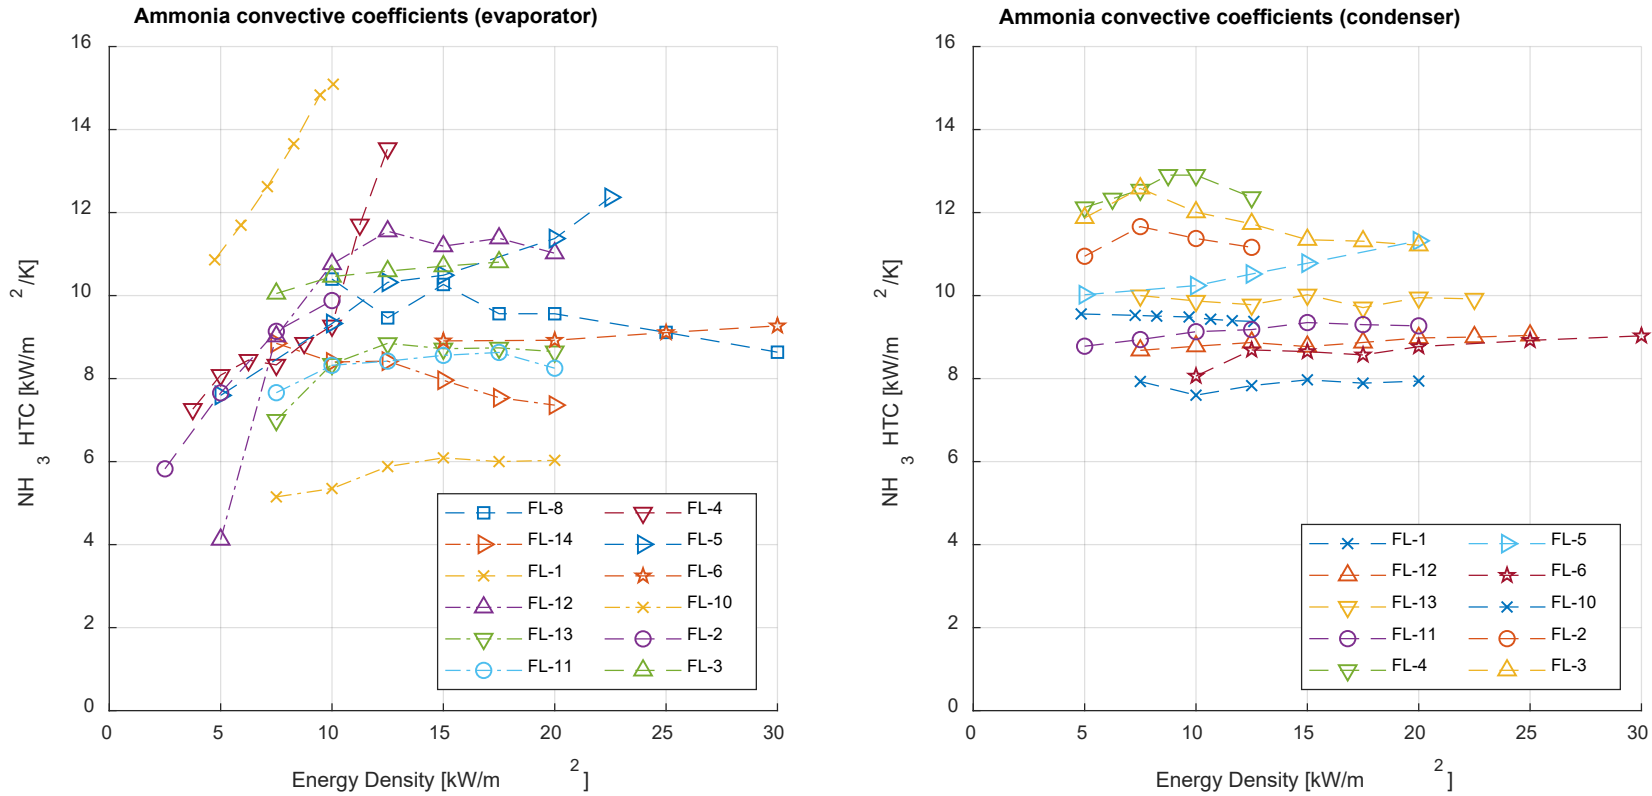 Ammonia convective coefficients (evaporator)
16
14
12
10
8
6
4
2
0
NH3 HTC [kW/m2/K]
0 5 10 15 20 25 30
Energy Density [kW/m2]
FL-8 FL-4
FL-14 FL-5
FL-1 FL-6
FL-12 FL-10
FL-13 FL-2
FL-11 FL-3
Ammonia convective coefficients (condenser)
16
14
12
10
8
6
4
2
0
NH3 HTC [kW/m2/K]
0 5 10 15 20 25 30
Energy Density [kW/m2]
FL-1 FL-5
FL-12 FL-6
FL-13 FL-10
FL-11 FL-2
FL-4 FL-3